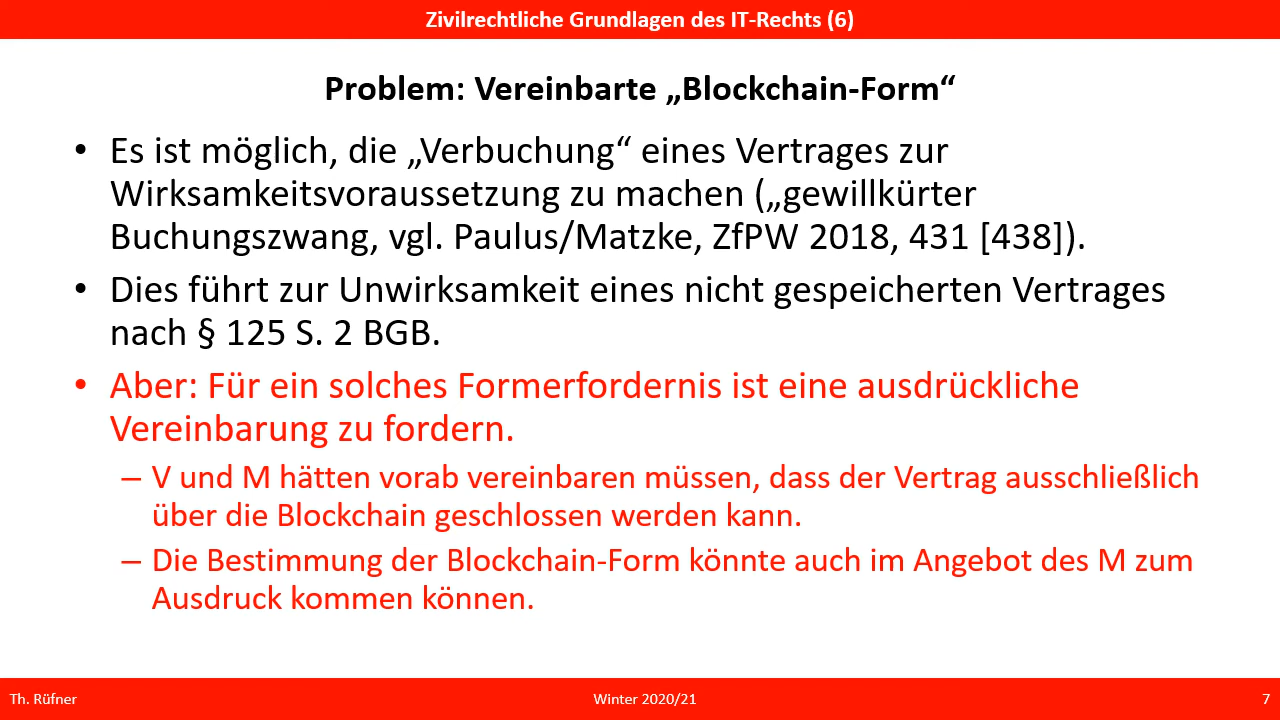 Zivilrechtliche Grundlagen des IT-Rechts (6)
Problem: Vereinbarte „Blockchain-Form“
• Es ist möglich, die „Verbuchung“ eines Vertrages zur
Wirksamkeitsvoraussetzung zu machen („gewillkürter
Buchungszwang, vgl. Paulus/Matzke, ZfPW 2018, 431 [438]).
• Dies führt zur Unwirksamkeit eines nicht gespeicherten Vertrages
nach § 125 S. 2 BGB.
• Aber: Für ein solches Formerfordernis ist eine ausdrückliche
Vereinbarung zu fordern.
– V und M hätten vorab vereinbaren müssen, dass der Vertrag ausschließlich
über die Blockchain geschlossen werden kann.
– Die Bestimmung der Blockchain-Form könnte auch im Angebot des M zum
Ausdruck kommen können.
Th. Rüfner
Winter 2020/21
7